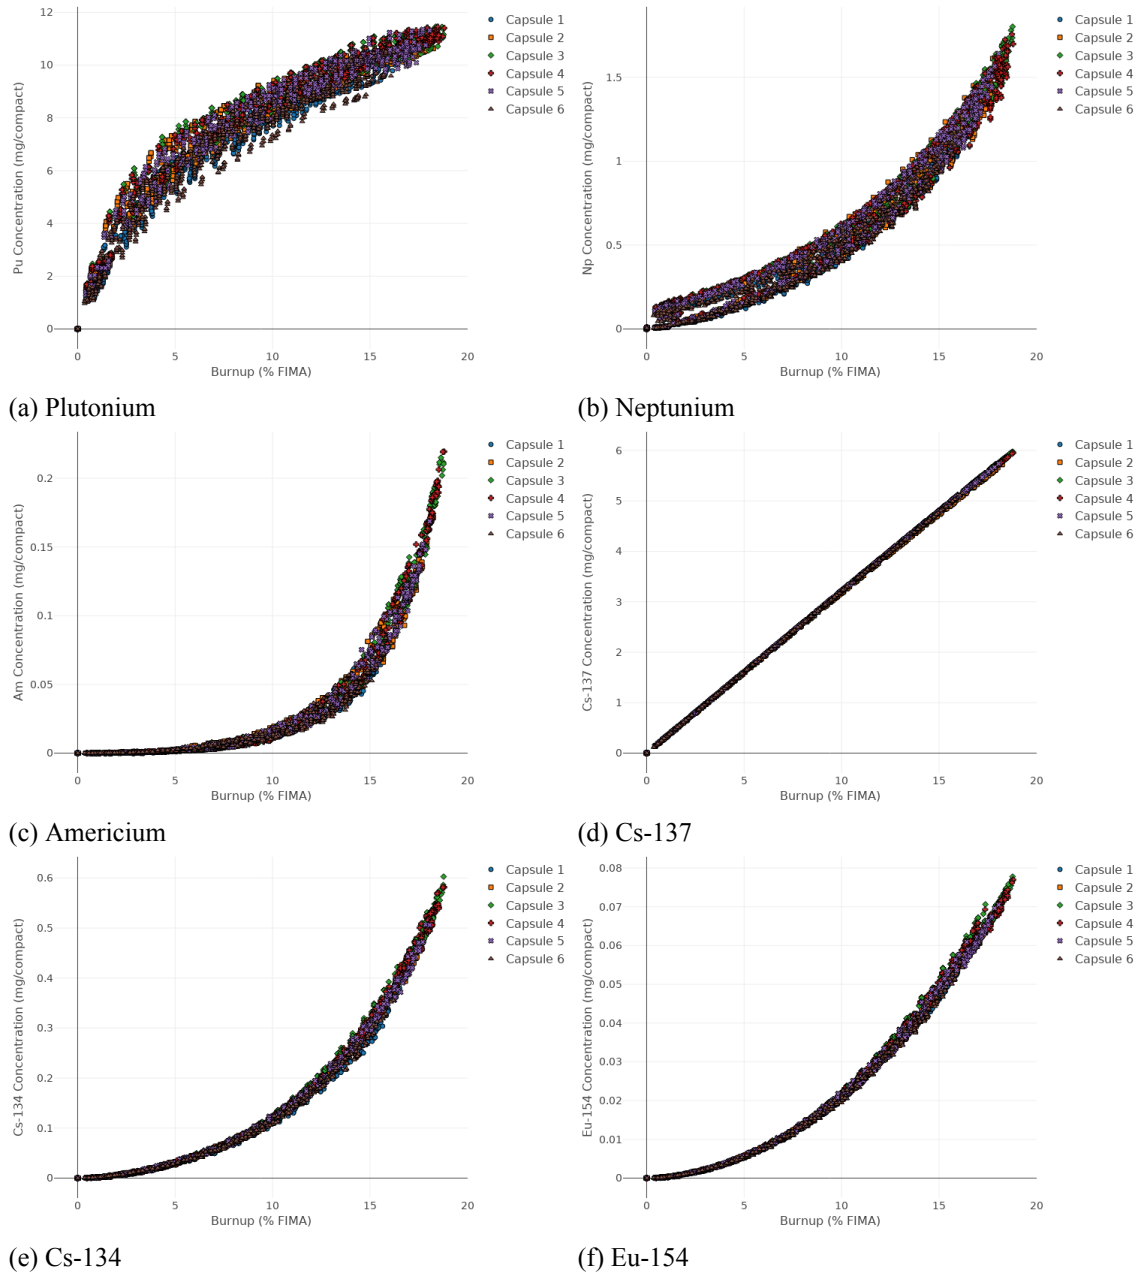 Pu Concentration (mg/compact)
12
10
8
6
4
2
0
0 5 10 15 20
Burnup (% FIMA)
Capsule 1
Capsule 2
Capsule 3
Capsule 4
Capsule 5
Capsule 6
(a) Plutonium
Np Concentration (mg/compact)
1.5
1
0.5
0
0 5 10 15 20
Burnup (% FIMA)
Capsule 1
Capsule 2
Capsule 3
Capsule 4
Capsule 5
Capsule 6
(b) Neptunium
Am Concentration (mg/compact)
0.2
0.15
0.1
0.05
0
0 5 10 15 20
Burnup (% FIMA)
Capsule 1
Capsule 2
Capsule 3
Capsule 4
Capsule 5
Capsule 6
(c) Americium
Cs-137 Concentration (mg/compact)
6
5
4
3
2
1
0
0 5 10 15 20
Burnup (% FIMA)
Capsule 1
Capsule 2
Capsule 3
Capsule 4
Capsule 5
Capsule 6
(d) Cs-137
Cs-134 Concentration (mg/compact)
0.6
0.5
0.4
0.3
0.2
0.1
0
0 5 10 15 20
Burnup (% FIMA)
Capsule 1
Capsule 2
Capsule 3
Capsule 4
Capsule 5
Capsule 6
(e) Cs-134
Eu-154 Concentration (mg/compact)
0.08
0.07
0.06
0.05
0.04
0.03
0.02
0.01
0
0 5 10 15 20
Burnup (% FIMA)
Capsule 1
Capsule 2
Capsule 3
Capsule 4
Capsule 5
Capsule 6
(f) Eu-154